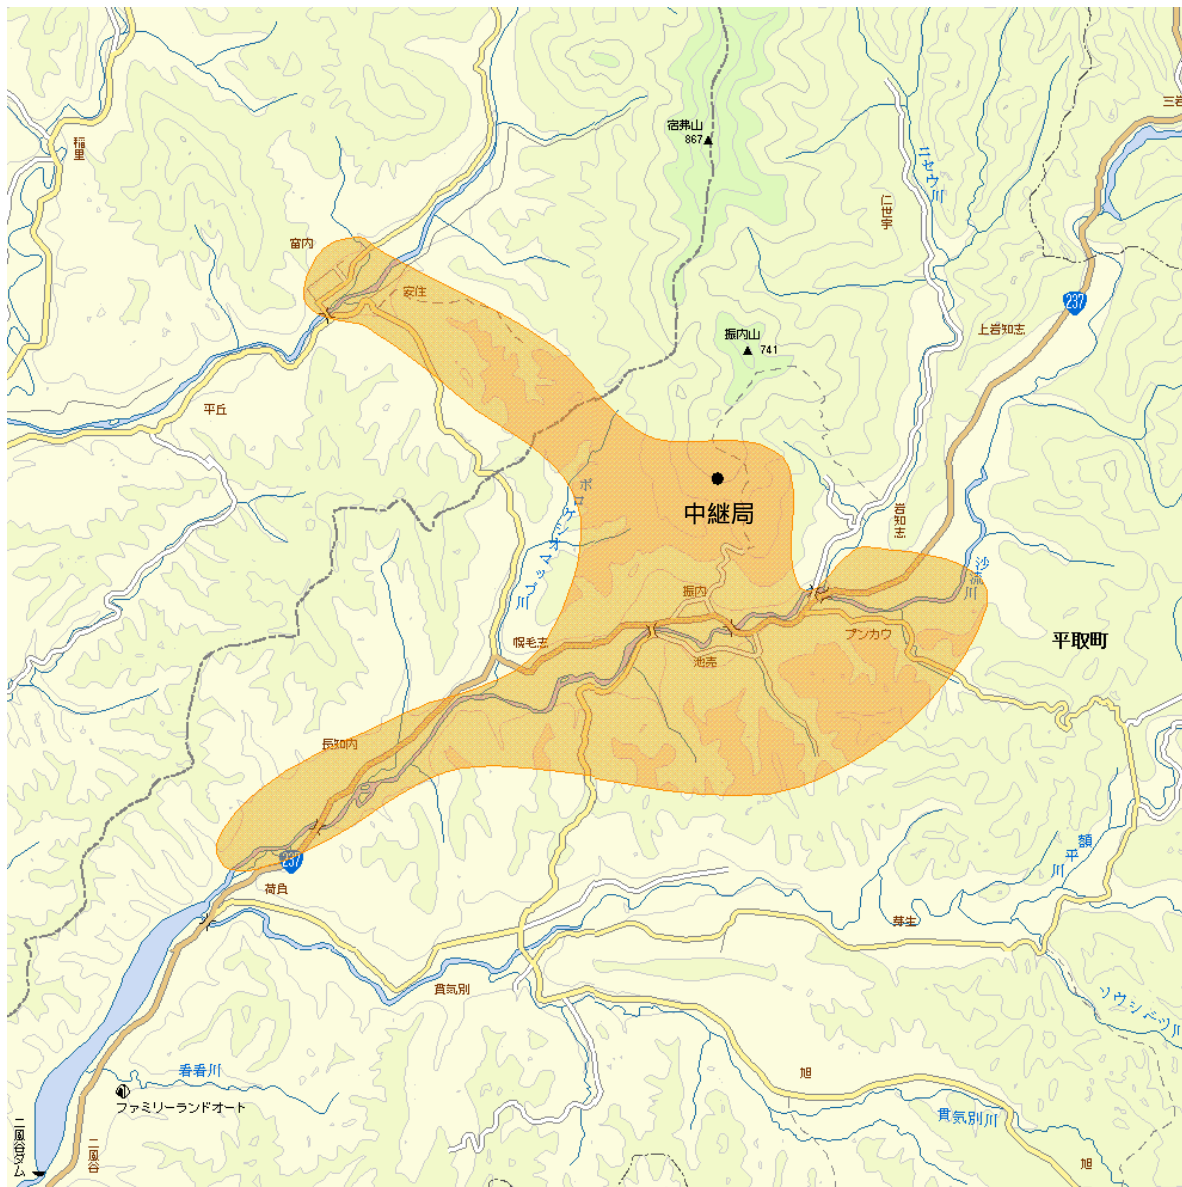 三岩
宿弗山
867
稲里
ニセウ川
仁世宇
富内
安住
237
上岩知志
振内山
741
平丘
ポロケシオマップ川
中継局
岩知志
沙流川
振内
幌毛志
プンカウ
平取町
池売
長知内
額平川
237
荷負
芽生
貫気別
ソウシベツ川
看看川
ファミリーランドオート
旭
貫気別川
二風谷ダム
二風谷
旭